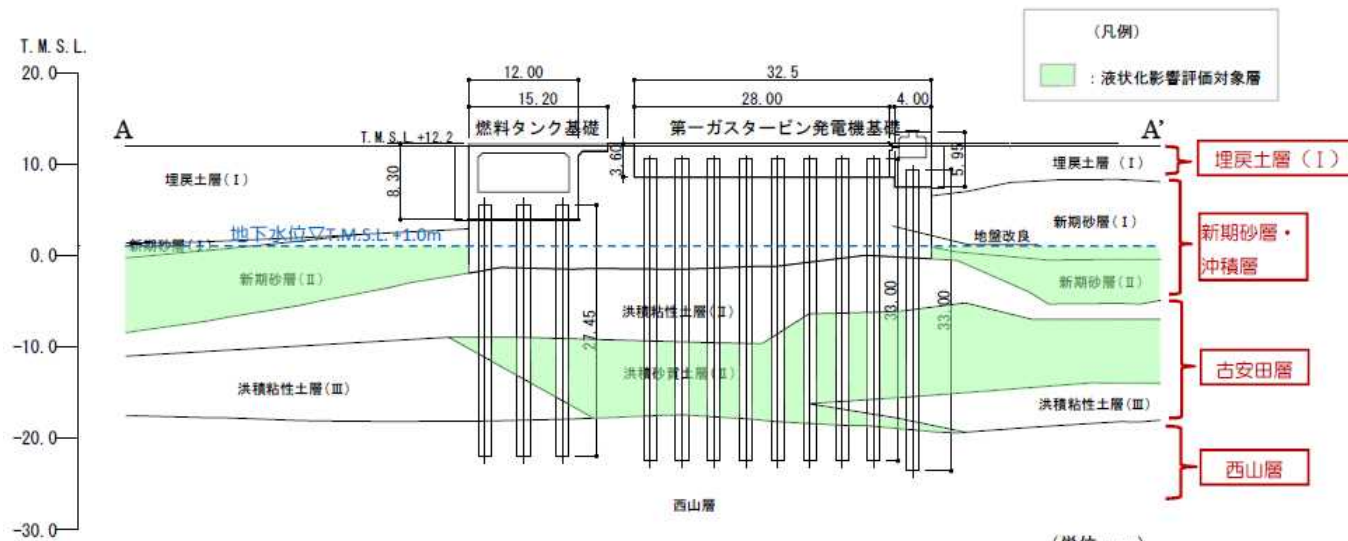 (凡例)
: 液状化影響評価対象層
T.M.S.L.
20.0
10.0
0.0
-10.0
-20.0
-30.0
12.00
15.20
32.5
28.00
4.00
A
A'
T.M.S.L.+12.2
燃料タンク基礎
第一ガスタービン発電機基礎
8.30
3.60
5.95
埋戻土層(Ⅰ)
埋戻土層(Ⅰ)
埋戻土層(Ⅰ)
新期砂層(Ⅰ)
地下水位▽T.M.S.L. +1.0m
新期砂層(Ⅰ)
地盤改良
新期砂層・
沖積層
新期砂層(Ⅱ)
新期砂層(Ⅱ)
洪積粘性土層(Ⅱ)
27.45
33.00
33.00
洪積砂質土層(Ⅱ)
古安田層
洪積粘性土層(Ⅲ)
洪積粘性土層(Ⅲ)
西山層
西山層